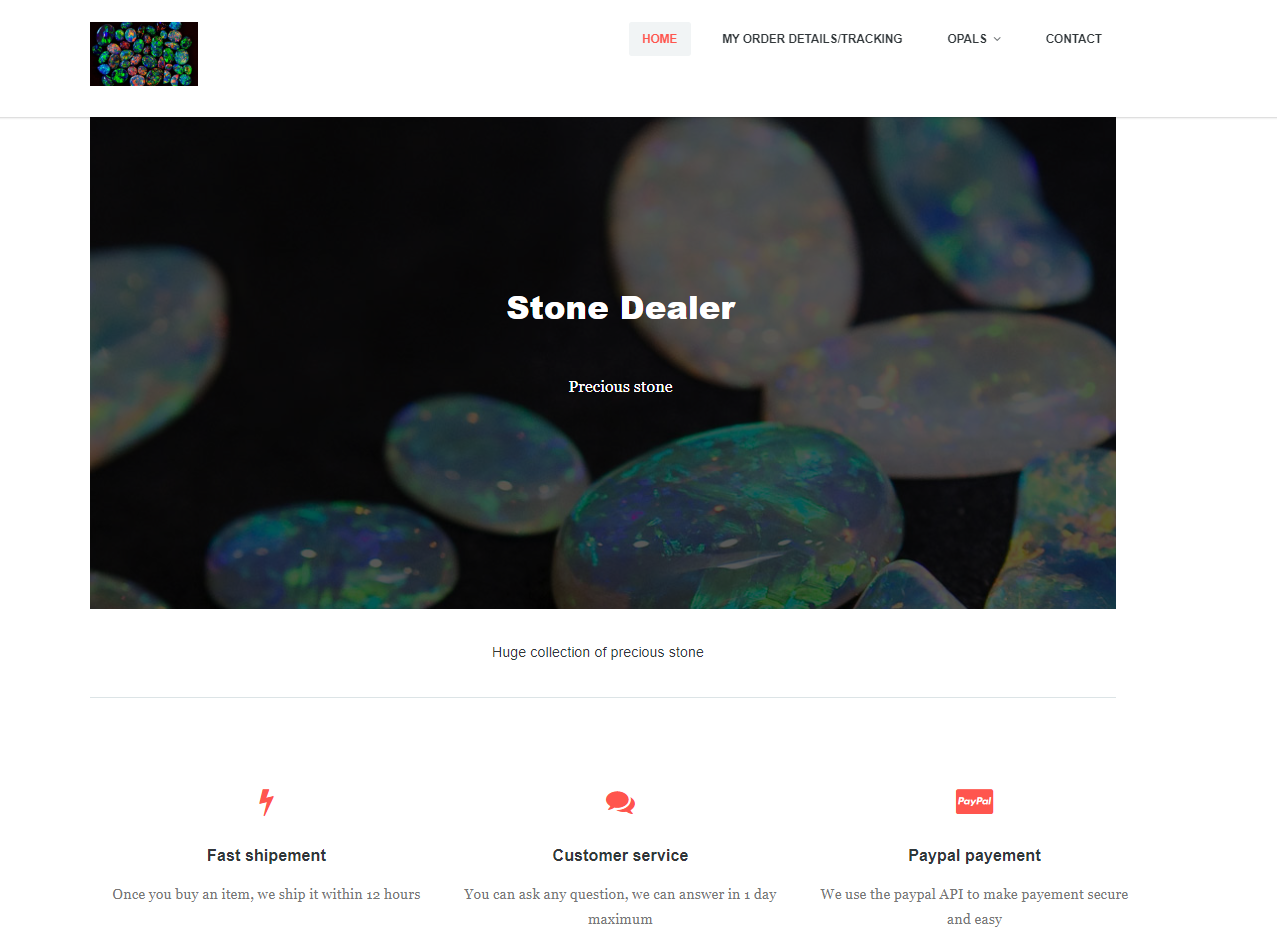 HOME MY ORDER DETAILS/TRACKING OPALS CONTACT
Stone Dealer
Precious stone
Huge collection of precious stone
PayPal
Fast shipement
Once you buy an item, we ship it within 12 hours
Customer service
You can ask any question, we can answer in 1 day
maximum
Paypal payement
We use the paypal API to make payement secure
and easy